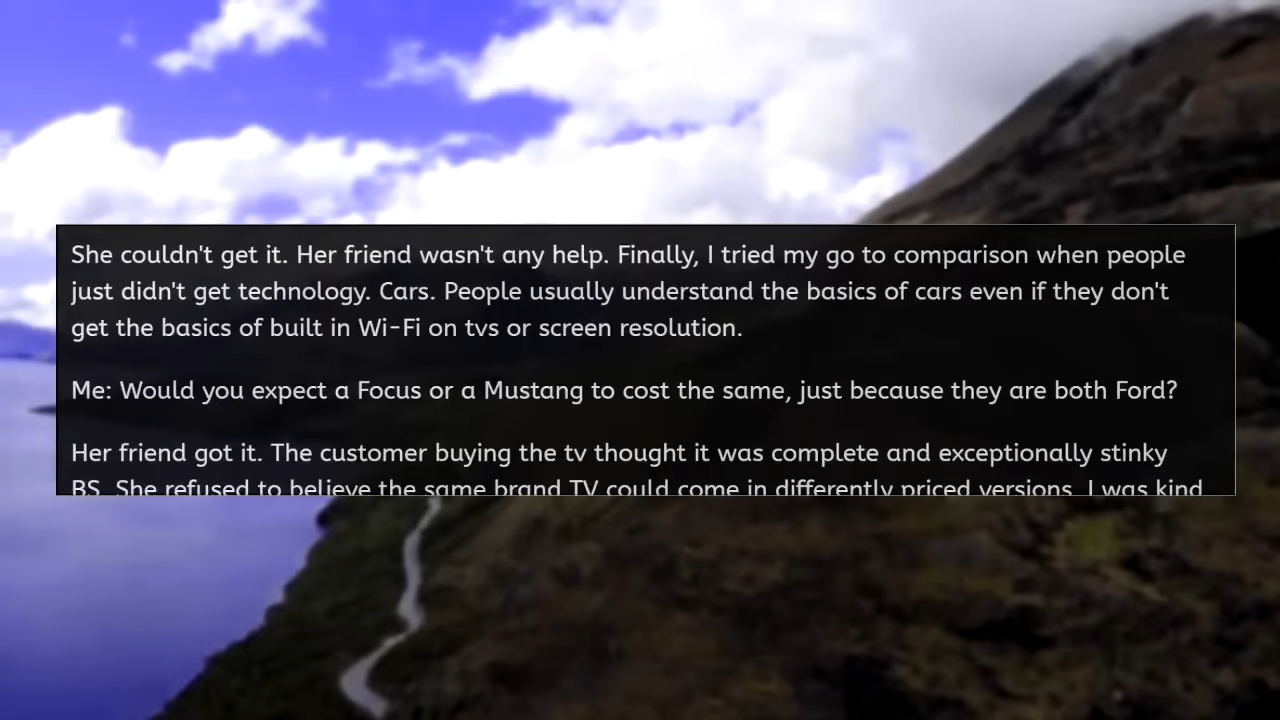 She couldn't get it. Her friend wasn't any help. Finally, I tried my go to comparison when people
just didn't get technology. Cars. People usually understand the basics of cars even if they don't
get the basics of built in Wi-Fi on tvs or screen resolution.
Me: Would you expect a Focus or a Mustang to cost the same, just because they are both Ford?
Her friend got it. The customer buying the tv thought it was complete and exceptionally stinky
BS. She refused to believe the same brand TV could come in differently priced versions. I was kind